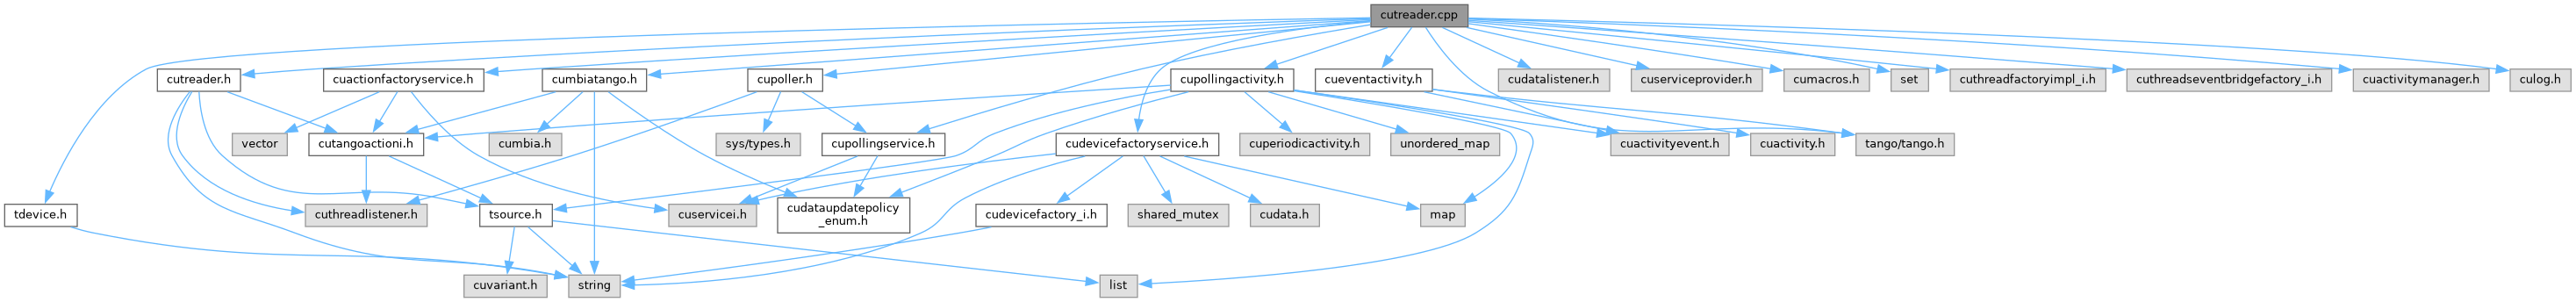 cutreader.cpp
cutreader.h
cuactionfactoryservice.h
cumbiatango.h
cupoller.h
cupollingactivity.h
cueventactivity.h
cudatalistener.h
cuserviceprovider.h
cumacros.h
set
cuthreadfactoryimpl_i.h
cuthreadseventbridgefactory_i.h
cuactivitymanager.h
culog.h
vector
cutangoactioni.h
cumbia.h
sys/types.h
cupollingservice.h
cudevicefactoryservice.h
cuperiodicactivity.h
unordered_map
cuactivityevent.h
cuactivity.h
tango/tango.h
tdevice.h
cuthreadlistener.h
tsource.h
cuservicei.h
cudataupdatepolicy
_enum.h
cudevicefactory_i.h
shared_mutex
cudata.h
map
cuvariant.h
string
list